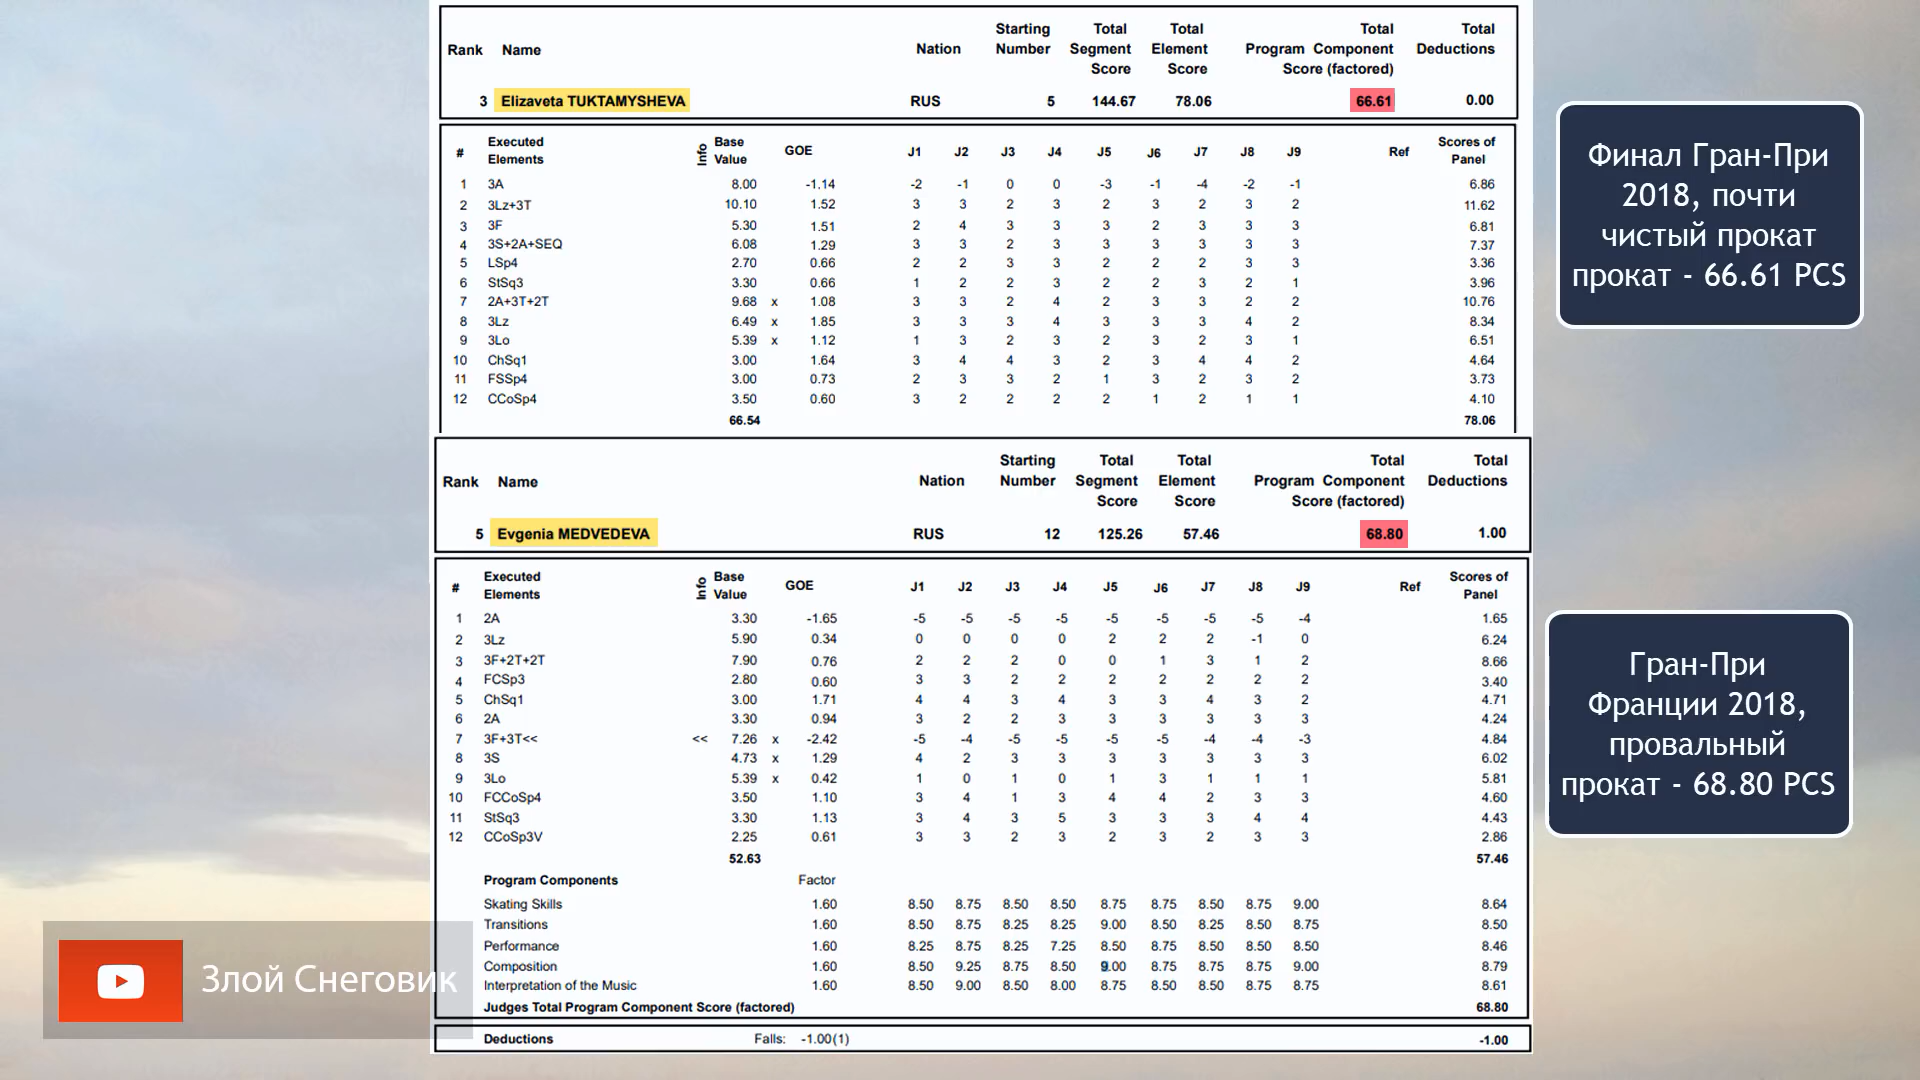 Rank Name Nation Starting Number Total Segment Score Total Element Score Total Program Component Score (factored) Total Deductions
3 Elizaveta TUKTAMYSHEVA RUS 5 144.67 78.06 66.61 0.00
# Executed Elements Info Base Value GOE J1 J2 J3 J4 J5 J6 J7 J8 J9 Ref Scores of Panel
1 3A 8.00 -1.14 -2 -1 0 0 -3 -1 -4 -2 -1 6.86
2 3Lz+3T 10.10 1.52 3 3 2 3 2 3 2 3 2 11.62
3 3F 5.30 1.51 2 4 3 3 3 2 3 3 3 6.81
4 3S+2A+SEQ 6.08 1.29 3 3 2 3 3 3 3 3 3 7.37
5 LSp4 2.70 0.66 2 2 3 3 2 2 2 3 3 3.36
6 StSq3 3.30 0.66 1 2 2 3 2 2 3 2 1 3.96
7 2A+3T+2T 9.68 x 1.08 3 3 2 4 2 3 3 2 2 10.76
8 3Lz 6.49 x 1.85 3 3 3 4 3 3 3 4 2 8.34
9 3Lo 5.39 x 1.12 1 3 2 3 2 3 2 3 1 6.51
10 ChSq1 3.00 1.64 3 4 4 3 2 3 4 4 2 4.64
11 FSSp4 3.00 0.73 2 3 3 2 1 3 2 3 2 3.73
12 CCoSp4 3.50 0.60 3 2 2 2 2 1 2 1 1 4.10
66.54 78.06
Финал Гран-При
2018, почти
чистый прокат
прокат - 66.61 PCS
Rank Name Nation Starting Number Total Segment Score Total Element Score Total Program Component Score (factored) Total Deductions
5 Evgenia MEDVEDEVA RUS 12 125.26 57.46 68.80 1.00
# Executed Elements Info Base Value GOE J1 J2 J3 J4 J5 J6 J7 J8 J9 Ref Scores of Panel
1 2A 3.30 -1.65 -5 -5 -5 -5 -5 -5 -5 -5 -4 1.65
2 3Lz 5.90 0.34 0 0 0 0 2 2 2 -1 0 6.24
3 3F+2T+2T 7.90 0.76 2 2 2 0 0 1 3 1 2 8.66
4 FCSp3 2.80 0.60 3 3 2 2 2 2 2 2 2 3.40
5 ChSq1 3.00 1.71 4 4 3 4 3 3 4 3 2 4.71
6 2A 3.30 0.94 3 2 2 3 3 3 3 3 3 4.24
7 3F+3T<< << 7.26 x -2.42 -5 -4 -5 -5 -5 -5 -4 -4 -3 4.84
8 3S 4.73 x 1.29 4 2 3 3 3 3 3 3 3 6.02
9 3Lo 5.39 x 0.42 1 0 1 0 1 3 1 1 1 5.81
10 FCCoSp4 3.50 1.10 3 4 1 3 4 4 2 3 3 4.60
11 StSq3 3.30 1.13 3 4 3 5 3 3 3 4 4 4.43
12 CCoSp3V 2.25 0.61 3 3 2 3 2 3 2 3 3 2.86
52.63 57.46
Program Components Factor
Skating Skills 1.60 8.50 8.75 8.50 8.50 8.75 8.75 8.50 8.75 9.00 8.64
Transitions 1.60 8.50 8.75 8.25 8.25 9.00 8.50 8.25 8.50 8.75 8.50
Performance 1.60 8.25 8.75 8.25 7.25 8.50 8.75 8.50 8.50 8.50 8.46
Composition 1.60 8.50 9.25 8.75 8.50 9.00 8.75 8.75 8.75 9.00 8.79
Interpretation of the Music 1.60 8.50 9.00 8.50 8.00 8.75 8.50 8.50 8.75 8.75 8.61
Judges Total Program Component Score (factored) 68.80
Deductions Falls: -1.00(1) -1.00
Гран-При
Франции 2018,
провальный
прокат - 68.80 PCS
Злой Снеговик